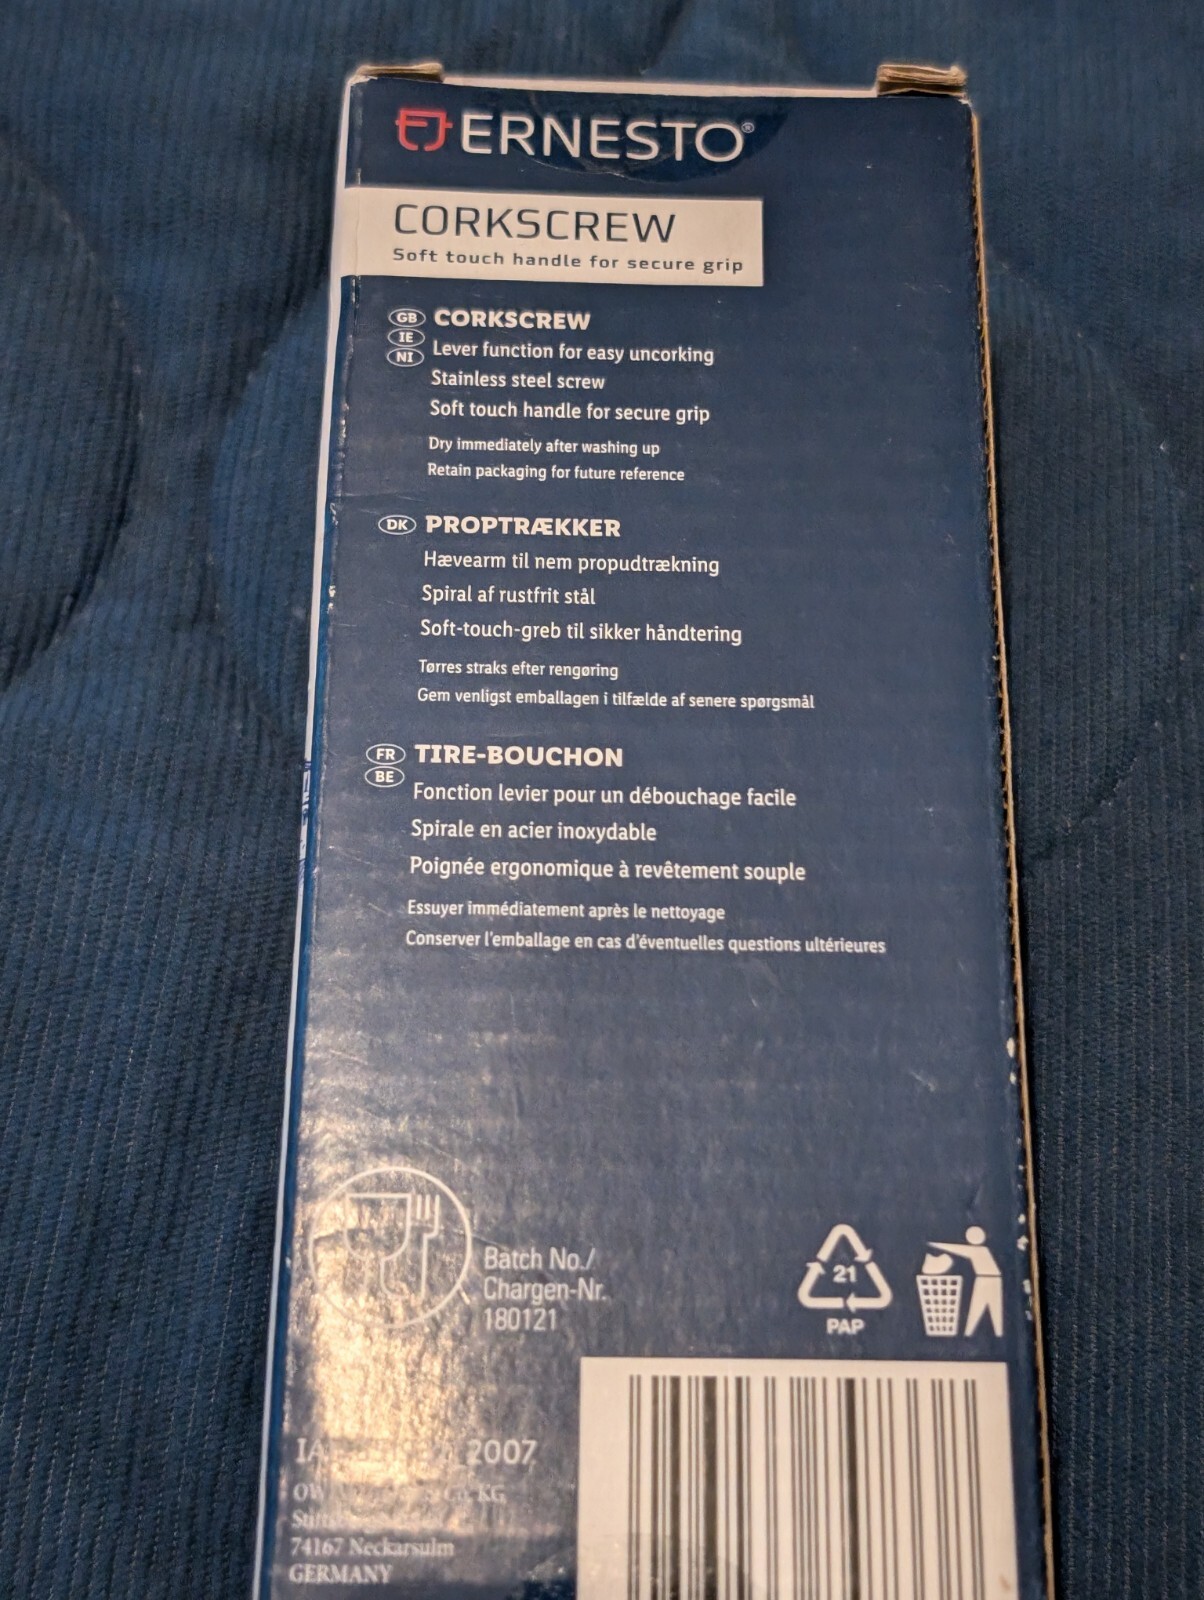 ERNESTO®
CORKSCREW
Soft touch handle for secure grip
GB IE NI CORKSCREW
Lever function for easy uncorking
Stainless steel screw
Soft touch handle for secure grip
Dry immediately after washing up
Retain packaging for future reference
DK PROPTRÆKKER
Hævearm til nem propudtrækning
Spiral af rustfrit stål
Soft-touch-greb til sikker håndtering
Tørres straks efter rengøring
Gem venligst emballagen i tilfælde af senere spørgsmål
FR BE TIRE-BOUCHON
Fonction levier pour un débouchage facile
Spirale en acier inoxydable
Poignée ergonomique à revêtement souple
Essuyer immédiatement après le nettoyage
Conserver l'emballage en cas d'éventuelles questions ultérieures
Batch No./
Chargen-Nr.
180121
21
PAP
2007
KG
74167 Neckarsulm
GERMANY